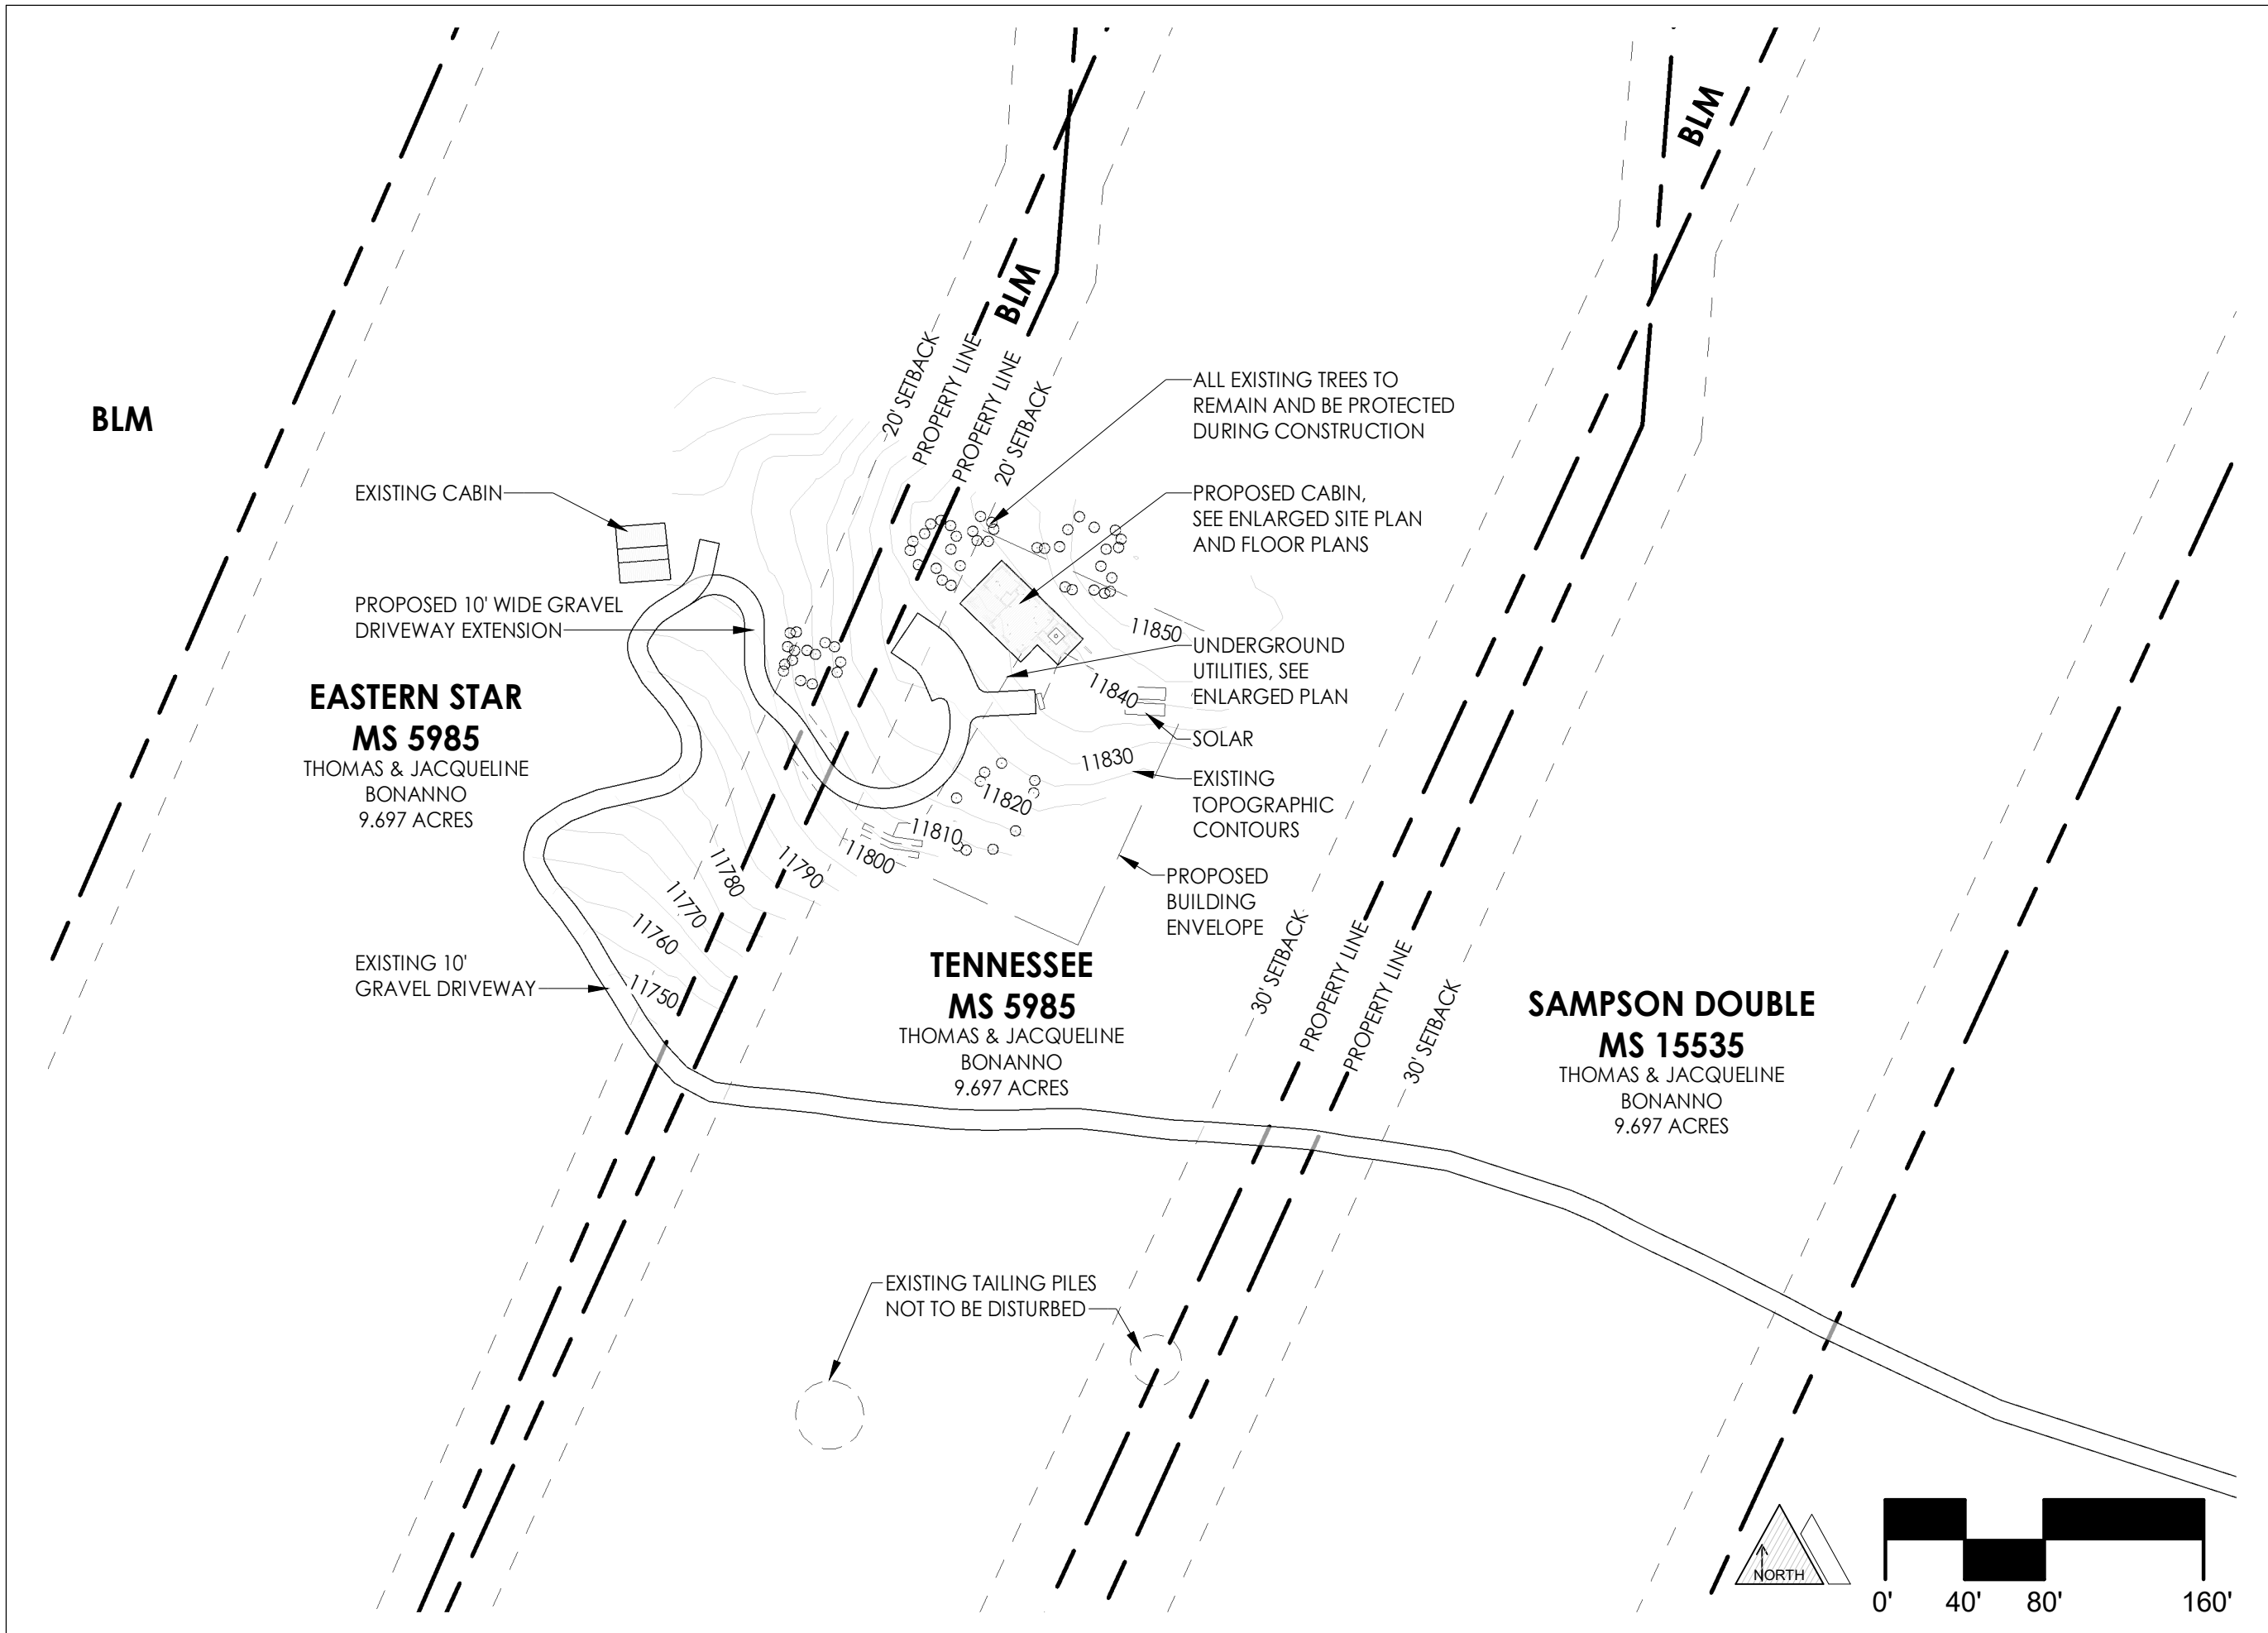 BLM
BLM
BLM
20' SETBACK
PROPERTY LINE
PROPERTY LINE
20' SETBACK
ALL EXISTING TREES TO
REMAIN AND BE PROTECTED
DURING CONSTRUCTION
EXISTING CABIN
PROPOSED CABIN,
SEE ENLARGED SITE PLAN
AND FLOOR PLANS
PROPOSED 10' WIDE GRAVEL
DRIVEWAY EXTENSION
11850
UNDERGROUND
UTILITIES, SEE
ENLARGED PLAN
11840
SOLAR
11830
EXISTING
TOPOGRAPHIC
CONTOURS
11820
11810
11800
11790
11780
11770
11760
11750
EASTERN STAR
MS 5985
THOMAS & JACQUELINE
BONANNO
9.697 ACRES
PROPOSED
BUILDING
ENVELOPE
EXISTING 10'
GRAVEL DRIVEWAY
TENNESSEE
MS 5985
THOMAS & JACQUELINE
BONANNO
9.697 ACRES
30' SETBACK
PROPERTY LINE
PROPERTY LINE
30' SETBACK
SAMPSON DOUBLE
MS 15535
THOMAS & JACQUELINE
BONANNO
9.697 ACRES
EXISTING TAILING PILES
NOT TO BE DISTURBED
NORTH
0' 40' 80' 160'